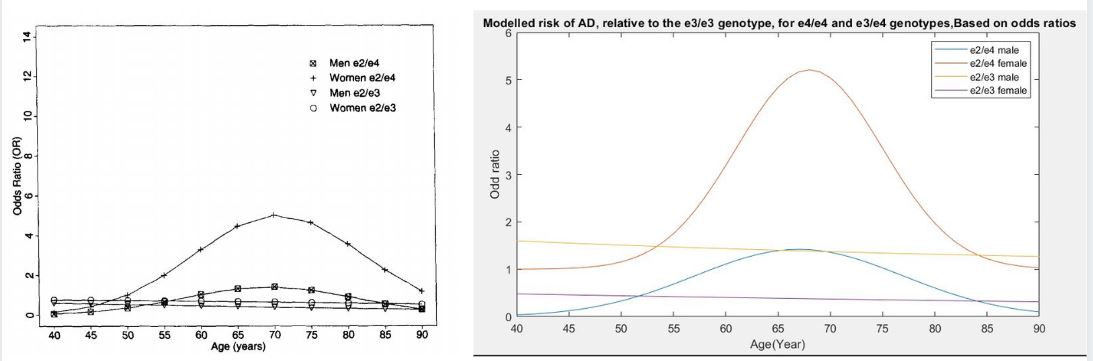 14
12
10
8
6
4
2
0
Odds Ratio (OR)
Men e2/e4
Women e2/e4
Men e2/e3
Women e2/e3
40 45 50 55 60 65 70 75 80 85 90
Age (years)
Modelled risk of AD, relative to the e3/e3 genotype, for e4/e4 and e3/e4 genotypes,Based on odds ratios
6
5
4
3
2
1
0
Odd ratio
e2/e4 male
e2/e4 female
e2/e3 male
e2/e3 female
40 45 50 55 60 65 70 75 80 85 90
Age(Year)